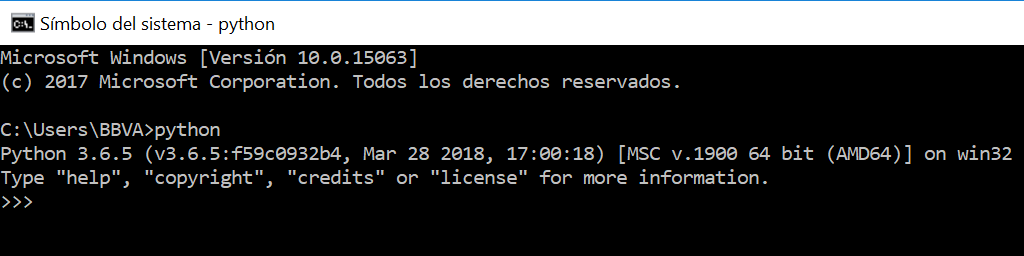 Símbolo del sistema - python
Microsoft Windows [Versión 10.0.15063]
(c) 2017 Microsoft Corporation. Todos los derechos reservados.
C:\Users\BBVA>python
Python 3.6.5 (v3.6.5:f59c0932b4, Mar 28 2018, 17:00:18) [MSC v.1900 64 bit (AMD64)] on win32
Type "help", "copyright", "credits" or "license" for more information.
>>>